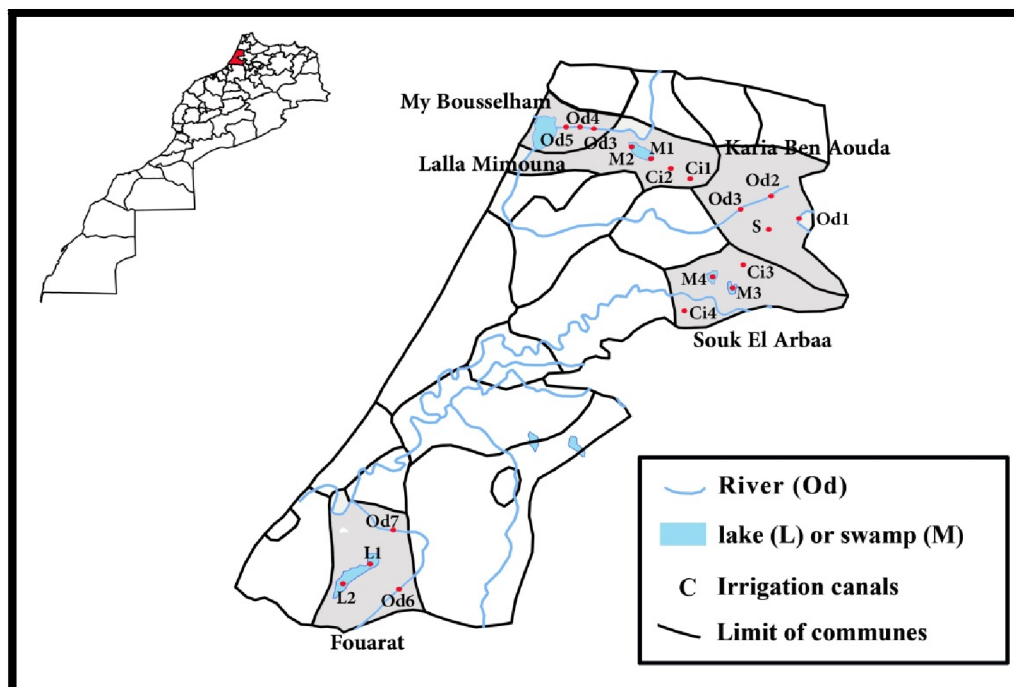 My Bousselham
Od4
Od5
Od3
M1
Karia Ben Aouda
Lalla Mimouna
M2
Ci2
Ci1
Od2
Od3
Od1
S
Ci3
M4
M3
Ci4
Souk El Arbaa
Od7
L1
L2
Od6
Fouarat
River (Od)
lake (L) or swamp (M)
C Irrigation canals
Limit of communes